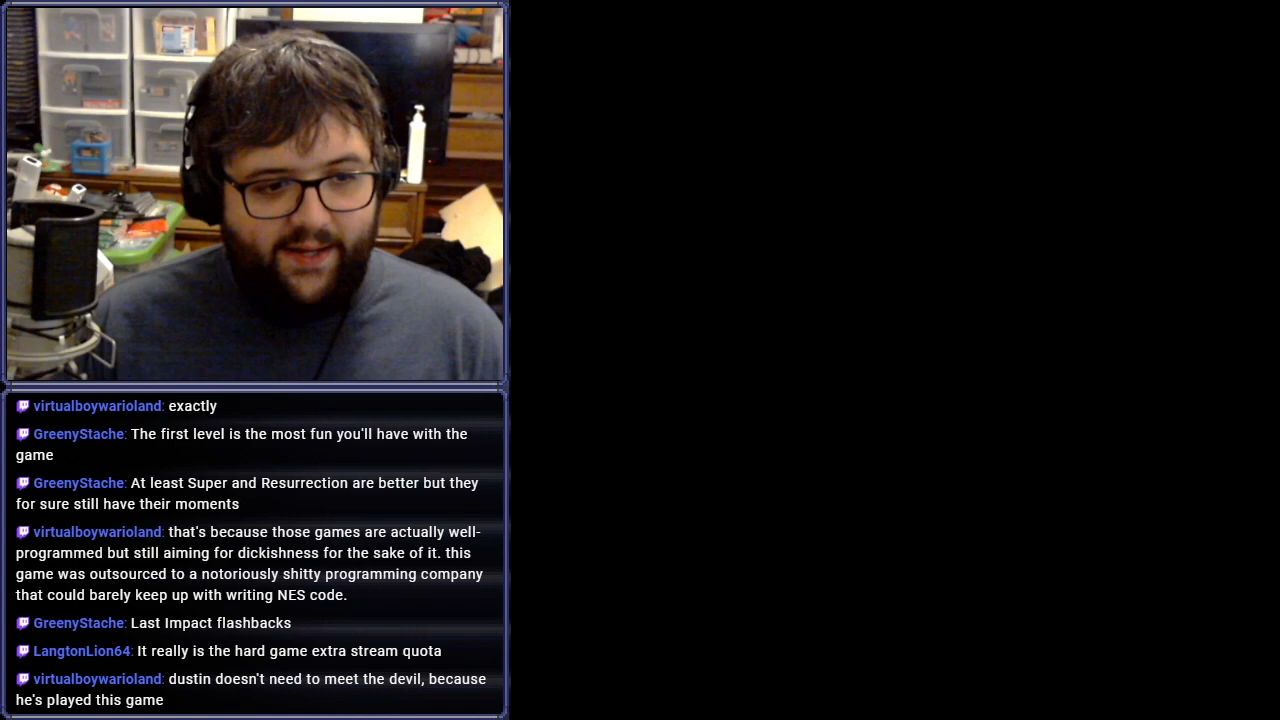 virtualboywarioland: exactly
GreenyStache: The first level is the most fun you'll have with the
game
GreenyStache: At least Super and Resurrection are better but they
for sure still have their moments
virtualboywarioland: that's because those games are actually well-
programmed but still aiming for dickishness for the sake of it. this
game was outsourced to a notoriously shitty programming company
that could barely keep up with writing NES code.
GreenyStache: Last Impact flashbacks
LangtonLion64: It really is the hard game extra stream quota
virtualboywarioland: dustin doesn't need to meet the devil, because
he's played this game